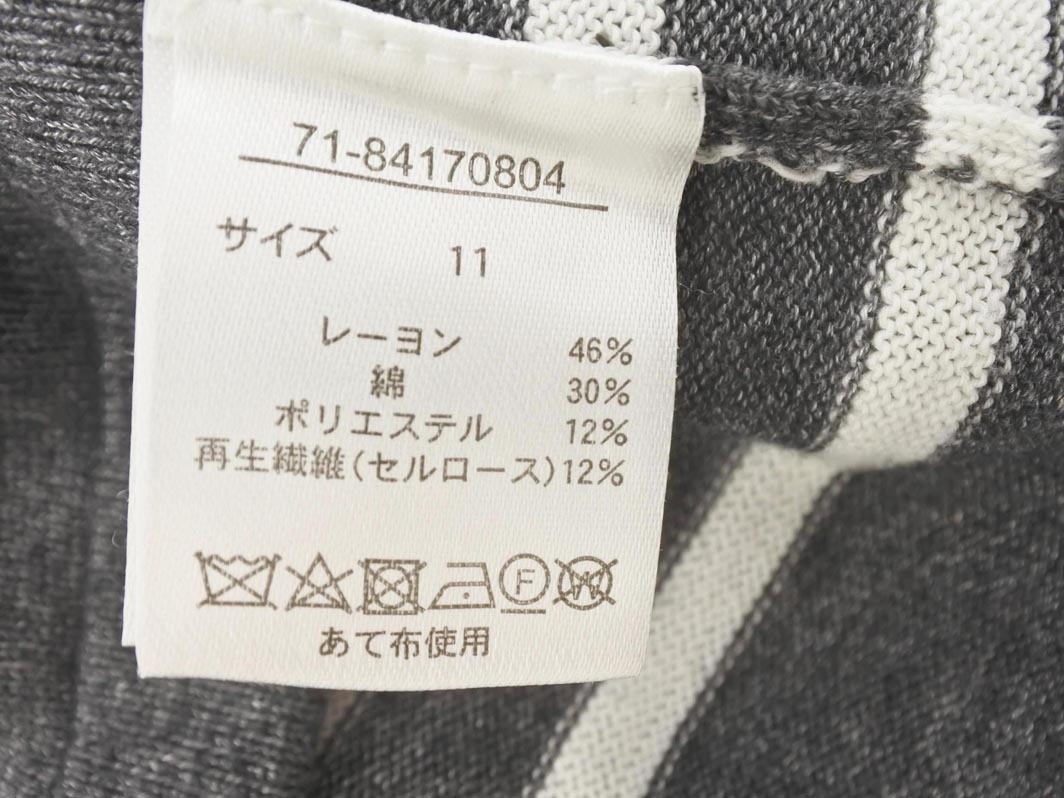 71-84170804
サイズ 11
レーヨン 46%
綿 30%
ポリエステル 12%
再生繊維(セルロース)12%
F W
あて布使用